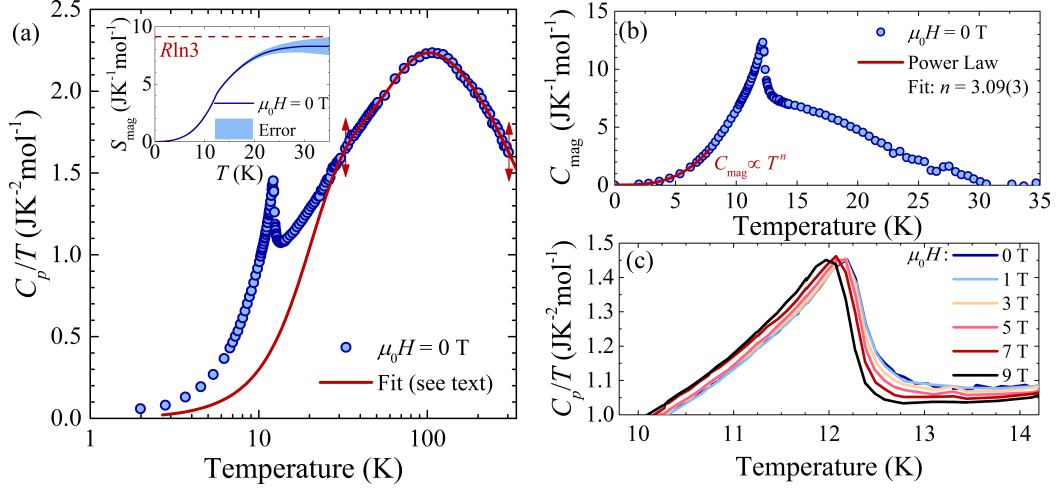 (a)
S_mag (JK⁻¹mol⁻¹)
10
5
0
Rln3
μ₀H = 0 T
Error
0 10 20 30
T (K)
C_p/T (JK⁻²mol⁻¹)
2.5
2.0
1.5
1.0
0.5
0.0
μ₀H = 0 T
Fit (see text)
1 10 100
Temperature (K)
(b)
C_mag (JK⁻¹mol⁻¹)
15
10
5
0
μ₀H = 0 T
Power Law
Fit: n = 3.09(3)
C_mag ∝ Tⁿ
0 5 10 15 20 25 30 35
Temperature (K)
(c)
C_p/T (JK⁻²mol⁻¹)
1.5
1.4
1.3
1.2
1.1
1.0
μ₀H :
0 T
1 T
3 T
5 T
7 T
9 T
10 11 12 13 14
Temperature (K)